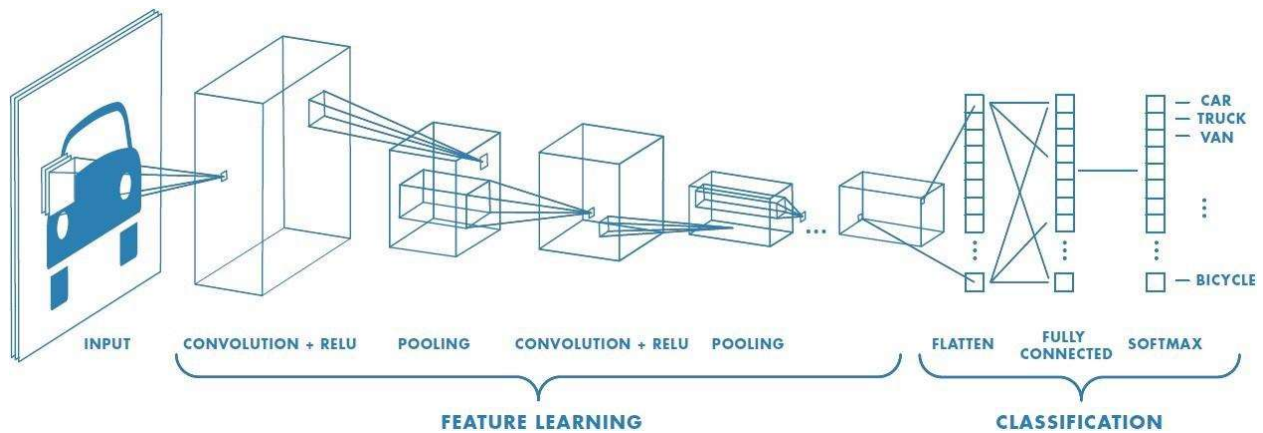 CAR
TRUCK
VAN
BICYCLE
INPUT
CONVOLUTION + RELU
POOLING
CONVOLUTION + RELU
POOLING
FLATTEN
FULLY
CONNECTED
SOFTMAX
FEATURE LEARNING
CLASSIFICATION